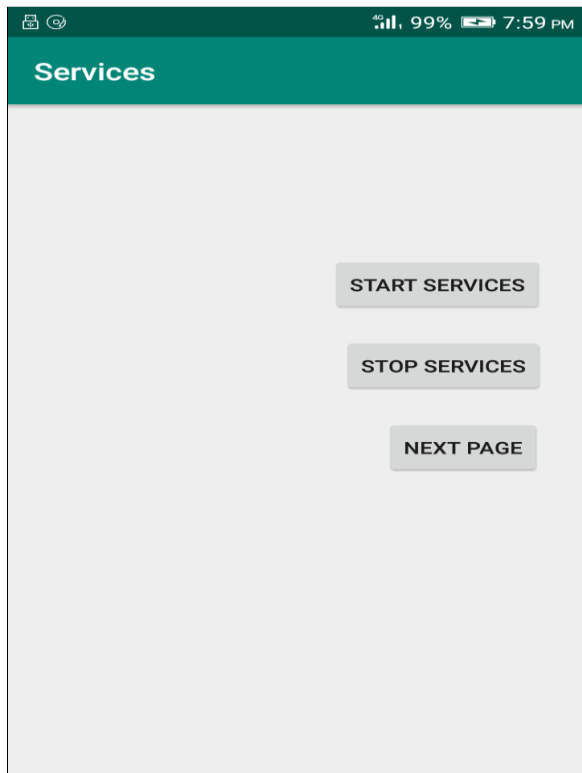 4G 99% 7:59 PM
Services
START SERVICES
STOP SERVICES
NEXT PAGE